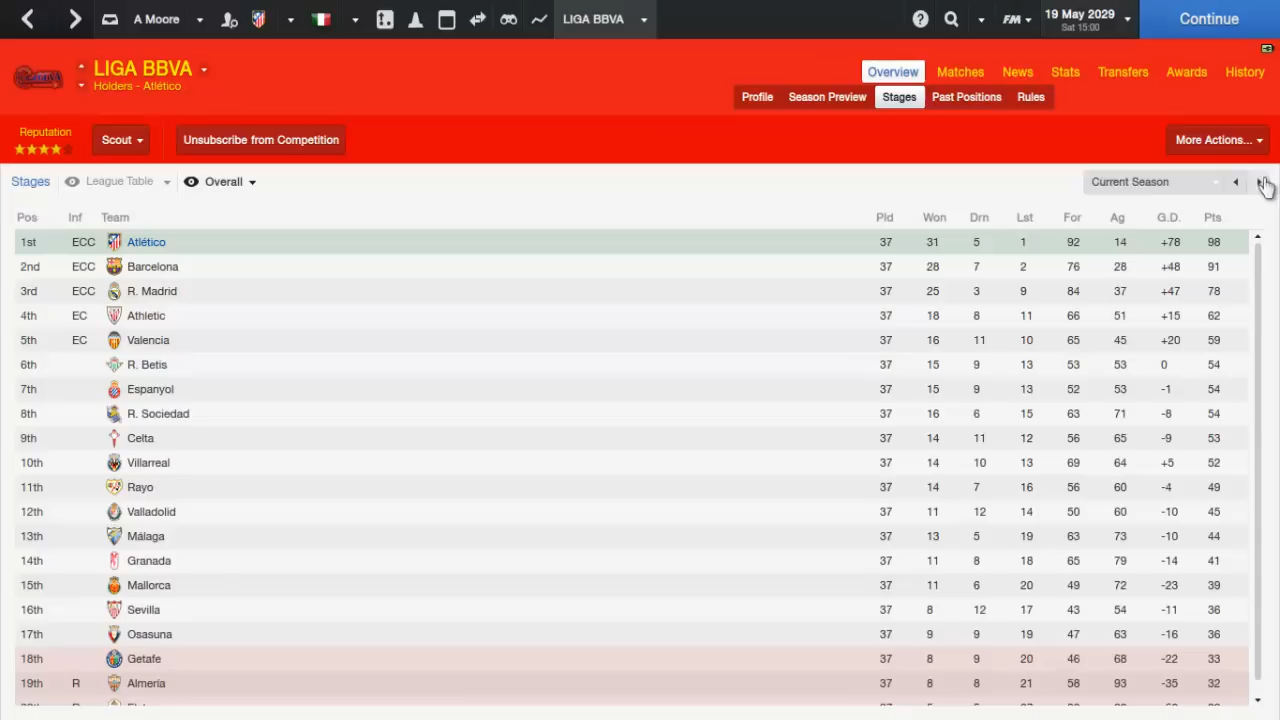 A Moore FM LIGA BBVA 19 May 2029 Sat 15:00 Continue
LIGA BBVA
Holders - Atlético
Overview Matches News Stats Transfers Awards History
Profile Season Preview Stages Past Positions Rules
Reputation
Scout Unsubscribe from Competition More Actions...
Stages League Table Overall Current Season
Pos Inf Team Pld Won Drn Lst For Ag G.D. Pts
1st ECC Atlético 37 31 5 1 92 14 +78 98
2nd ECC Barcelona 37 28 7 2 76 28 +48 91
3rd ECC R. Madrid 37 25 3 9 84 37 +47 78
4th EC Athletic 37 18 8 11 66 51 +15 62
5th EC Valencia 37 16 11 10 65 45 +20 59
6th R. Betis 37 15 9 13 53 53 0 54
7th Espanyol 37 15 9 13 52 53 -1 54
8th R. Sociedad 37 16 6 15 63 71 -8 54
9th Celta 37 14 11 12 56 65 -9 53
10th Villarreal 37 14 10 13 69 64 +5 52
11th Rayo 37 14 7 16 56 60 -4 49
12th Valladolid 37 11 12 14 50 60 -10 45
13th Málaga 37 13 5 19 63 73 -10 44
14th Granada 37 11 8 18 65 79 -14 41
15th Mallorca 37 11 6 20 49 72 -23 39
16th Sevilla 37 8 12 17 43 54 -11 36
17th Osasuna 37 9 9 19 47 63 -16 36
18th Getafe 37 8 9 20 46 68 -22 33
19th R Almería 37 8 8 21 58 93 -35 32